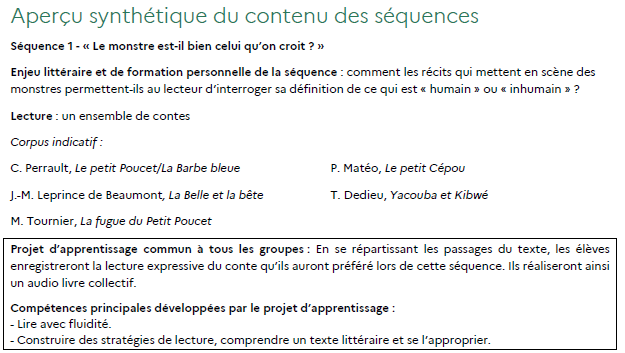 Aperçu synthétique du contenu des séquences
Séquence 1 - « Le monstre est-il bien celui qu’on croit ? »
Enjeu littéraire et de formation personnelle de la séquence : comment les récits qui mettent en scène des
monstres permettent-ils au lecteur d’interroger sa définition de ce qui est « humain » ou « inhumain » ?
Lecture : un ensemble de contes
Corpus indicatif :
C. Perrault, Le petit Poucet/La Barbe bleue
P. Matéo, Le petit Cépou
J.-M. Leprince de Beaumont, La Belle et la bête
T. Dedieu, Yacouba et Kibwé
M. Tournier, La fugue du Petit Poucet
Projet d’apprentissage commun à tous les groupes : En se répartissant les passages du texte, les élèves
enregistreront la lecture expressive du conte qu’ils auront préféré lors de cette séquence. Ils réaliseront ainsi
un audio livre collectif.
Compétences principales développées par le projet d’apprentissage :
- Lire avec fluidité.
- Construire des stratégies de lecture, comprendre un texte littéraire et se l’approprier.